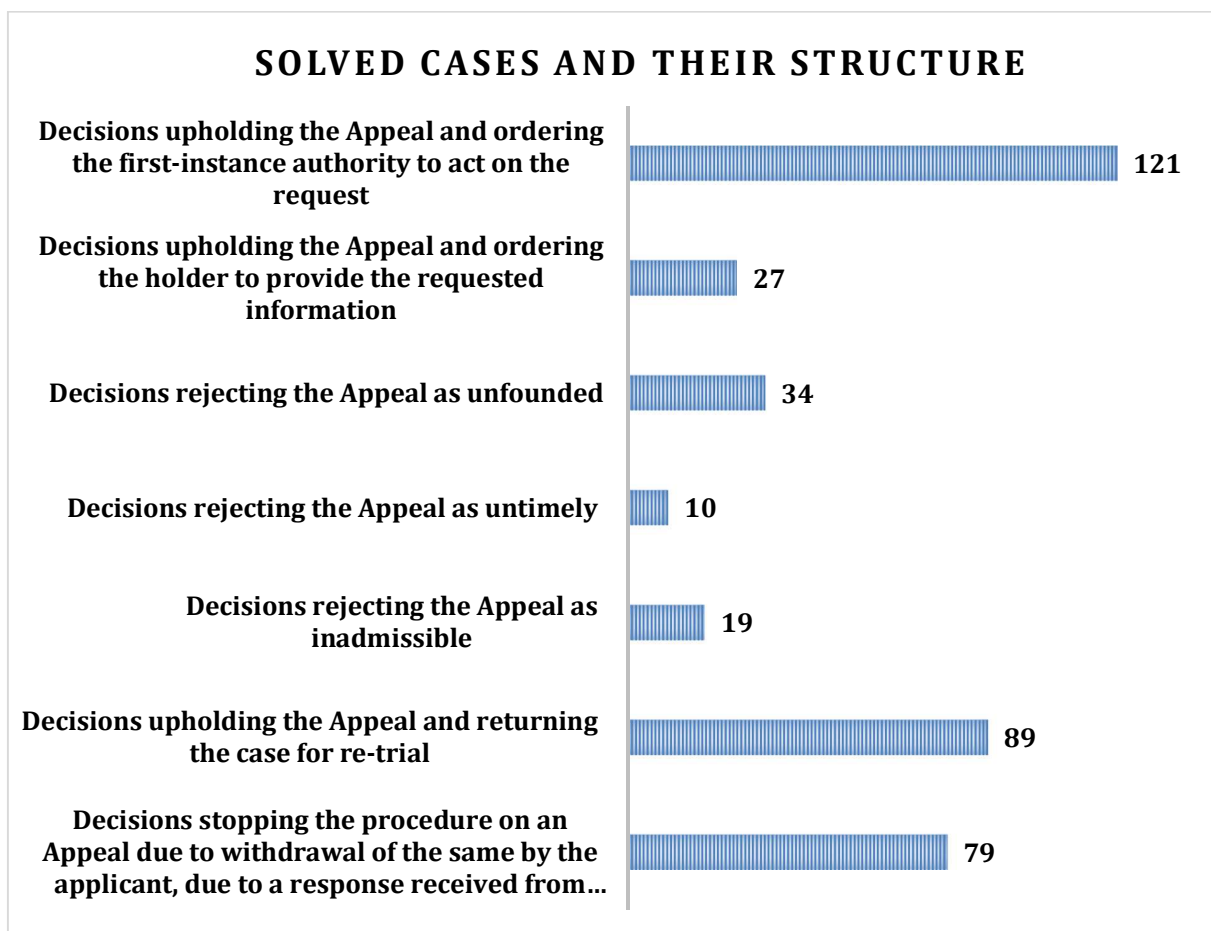 SOLVED CASES AND THEIR STRUCTURE
Decisions upholding the Appeal and ordering
the first-instance authority to act on the
request
121
Decisions upholding the Appeal and ordering
the holder to provide the requested
information
27
Decisions rejecting the Appeal as unfounded
34
Decisions rejecting the Appeal as untimely
10
Decisions rejecting the Appeal as
inadmissible
19
Decisions upholding the Appeal and returning
the case for re-trial
89
Decisions stopping the procedure on an
Appeal due to withdrawal of the same by the
applicant, due to a response received from…
79